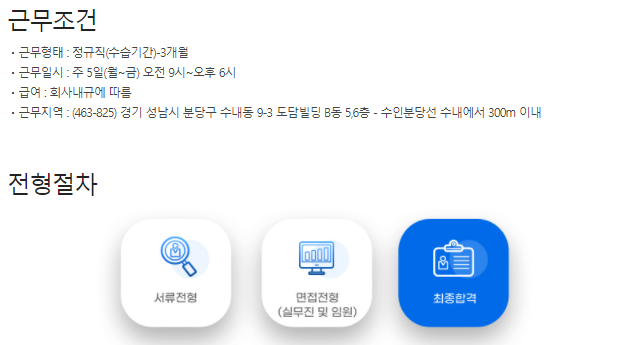 근무조건
· 근무형태 : 정규직(수습기간)-3개월
· 근무일시 : 주 5일(월~금) 오전 9시~오후 6시
· 급여 : 회사내규에 따름
· 근무지역 : (463-825) 경기 성남시 분당구 수내동 9-3 도담빌딩 B동 5,6층 - 수인분당선 수내에서 300m 이내
전형절차
서류전형
면접전형
(실무진 및 임원)
최종합격